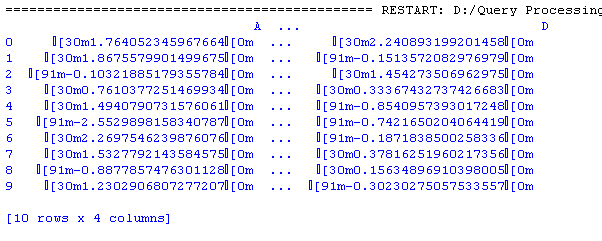 =============================================== RESTART: D:/Query Processing
A ... D
0 ▯[30m1.764052345967664▯[0m ... ▯[30m2.240893199201458▯[0m
1 ▯[30m1.8675579901499675▯[0m ... ▯[91m-0.1513572082976979▯[0m
2 ▯[91m-0.10321885179355784▯[0m ... ▯[30m1.454273506962975▯[0m
3 ▯[30m0.7610377251469934▯[0m ... ▯[30m0.33367432737426683▯[0m
4 ▯[30m1.4940790731576061▯[0m ... ▯[91m-0.8540957393017248▯[0m
5 ▯[91m-2.5529898158340787▯[0m ... ▯[91m-0.7421650204064419▯[0m
6 ▯[30m2.2697546239876076▯[0m ... ▯[91m-0.1871838500258336▯[0m
7 ▯[30m1.5327792143584575▯[0m ... ▯[30m0.37816251960217356▯[0m
8 ▯[91m-0.8877857476301128▯[0m ... ▯[30m0.15634896910398005▯[0m
9 ▯[30m1.2302906807277207▯[0m ... ▯[91m-0.30230275057533557▯[0m
[10 rows x 4 columns]